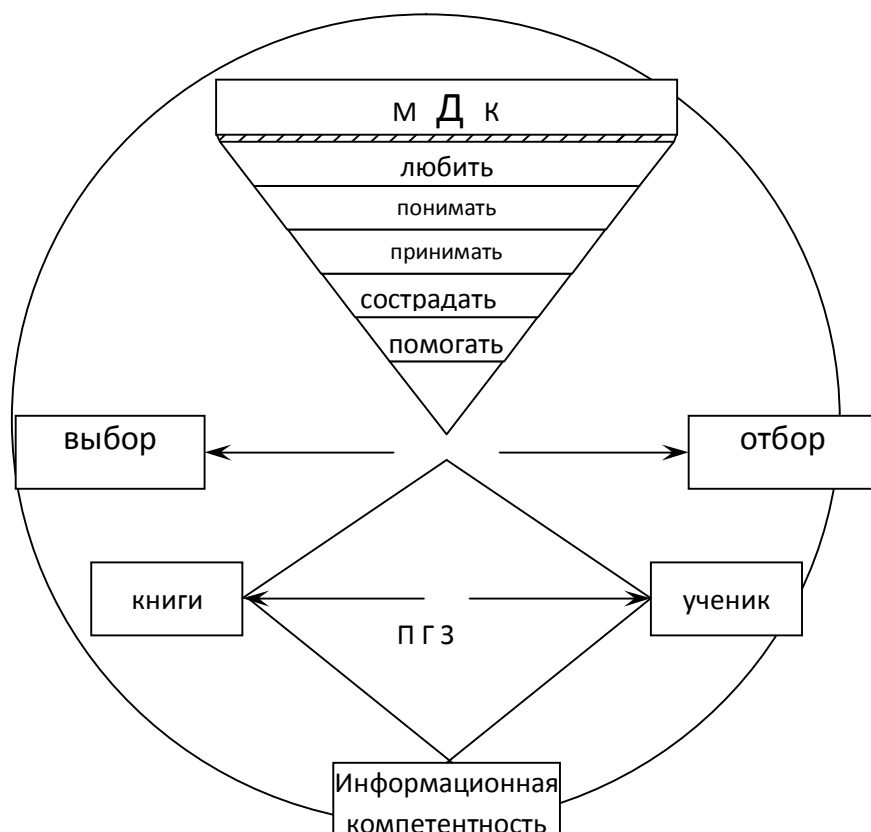 м Д к
любить
понимать
принимать
сострадать
помогать
выбор
отбор
книги
ученик
П Г З
Информационная
компетентность